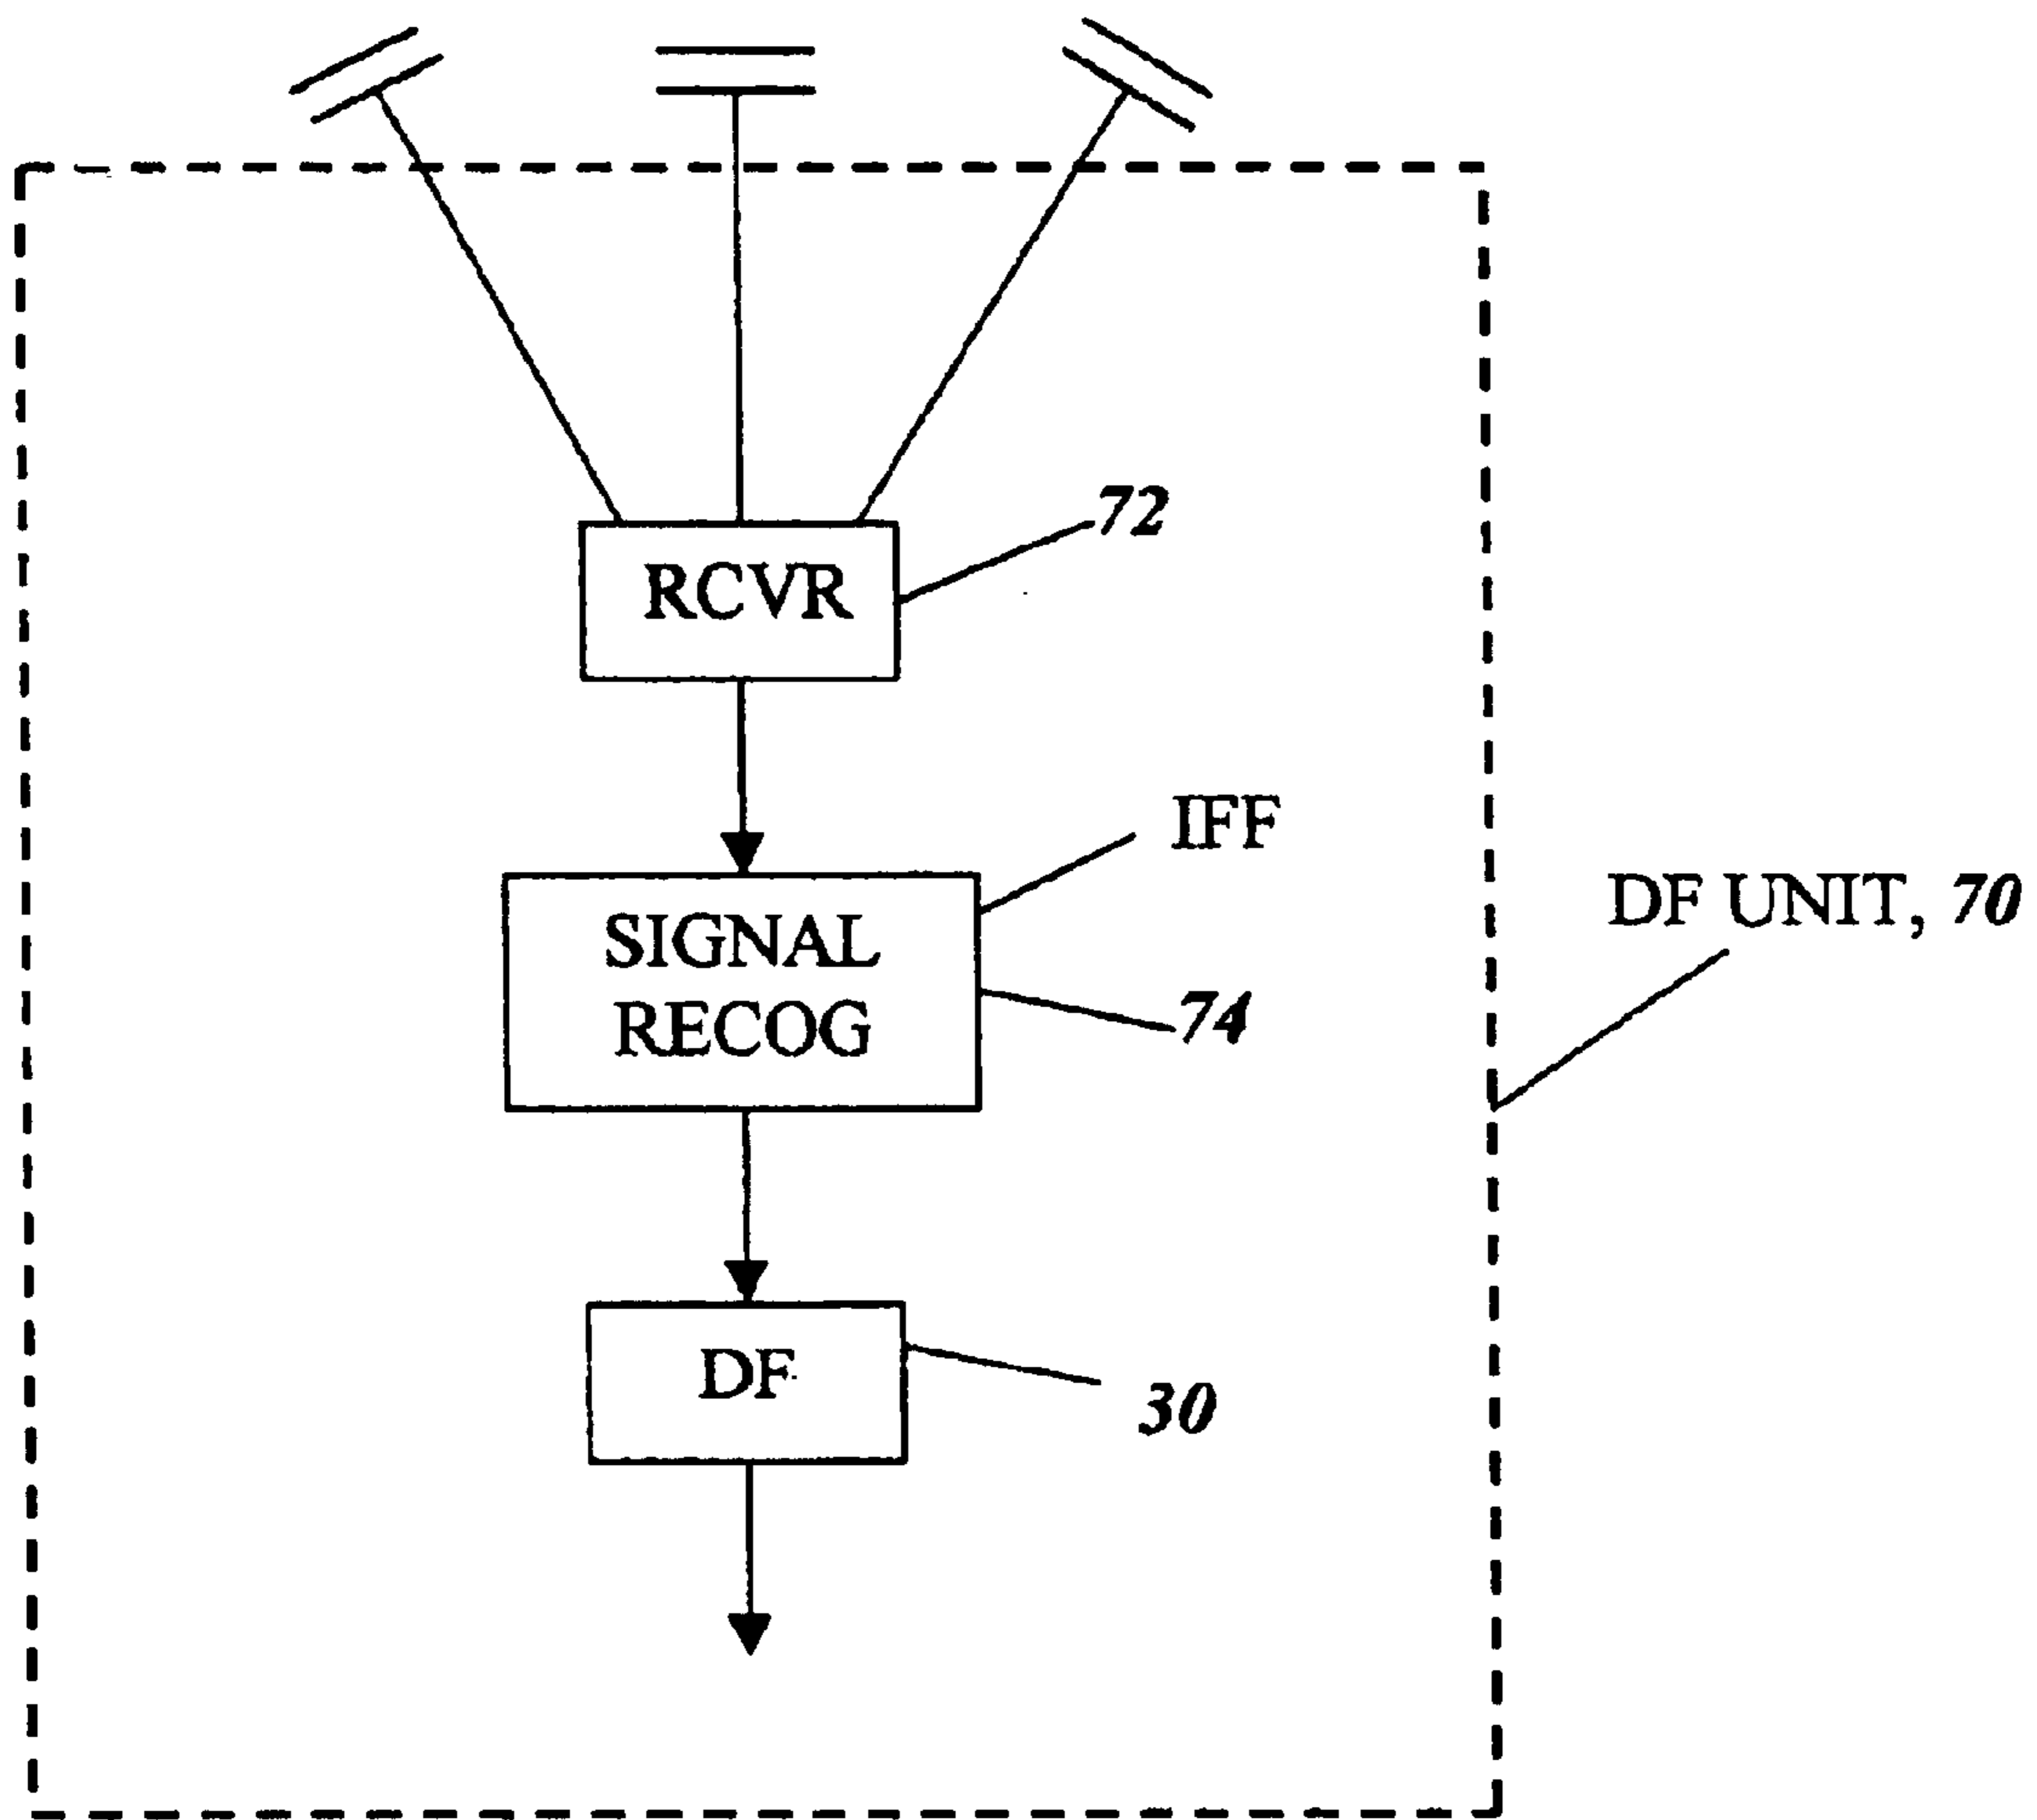 RCVR
72
IFF
SIGNAL
RECOG
74
DF UNIT, 70
DF
30